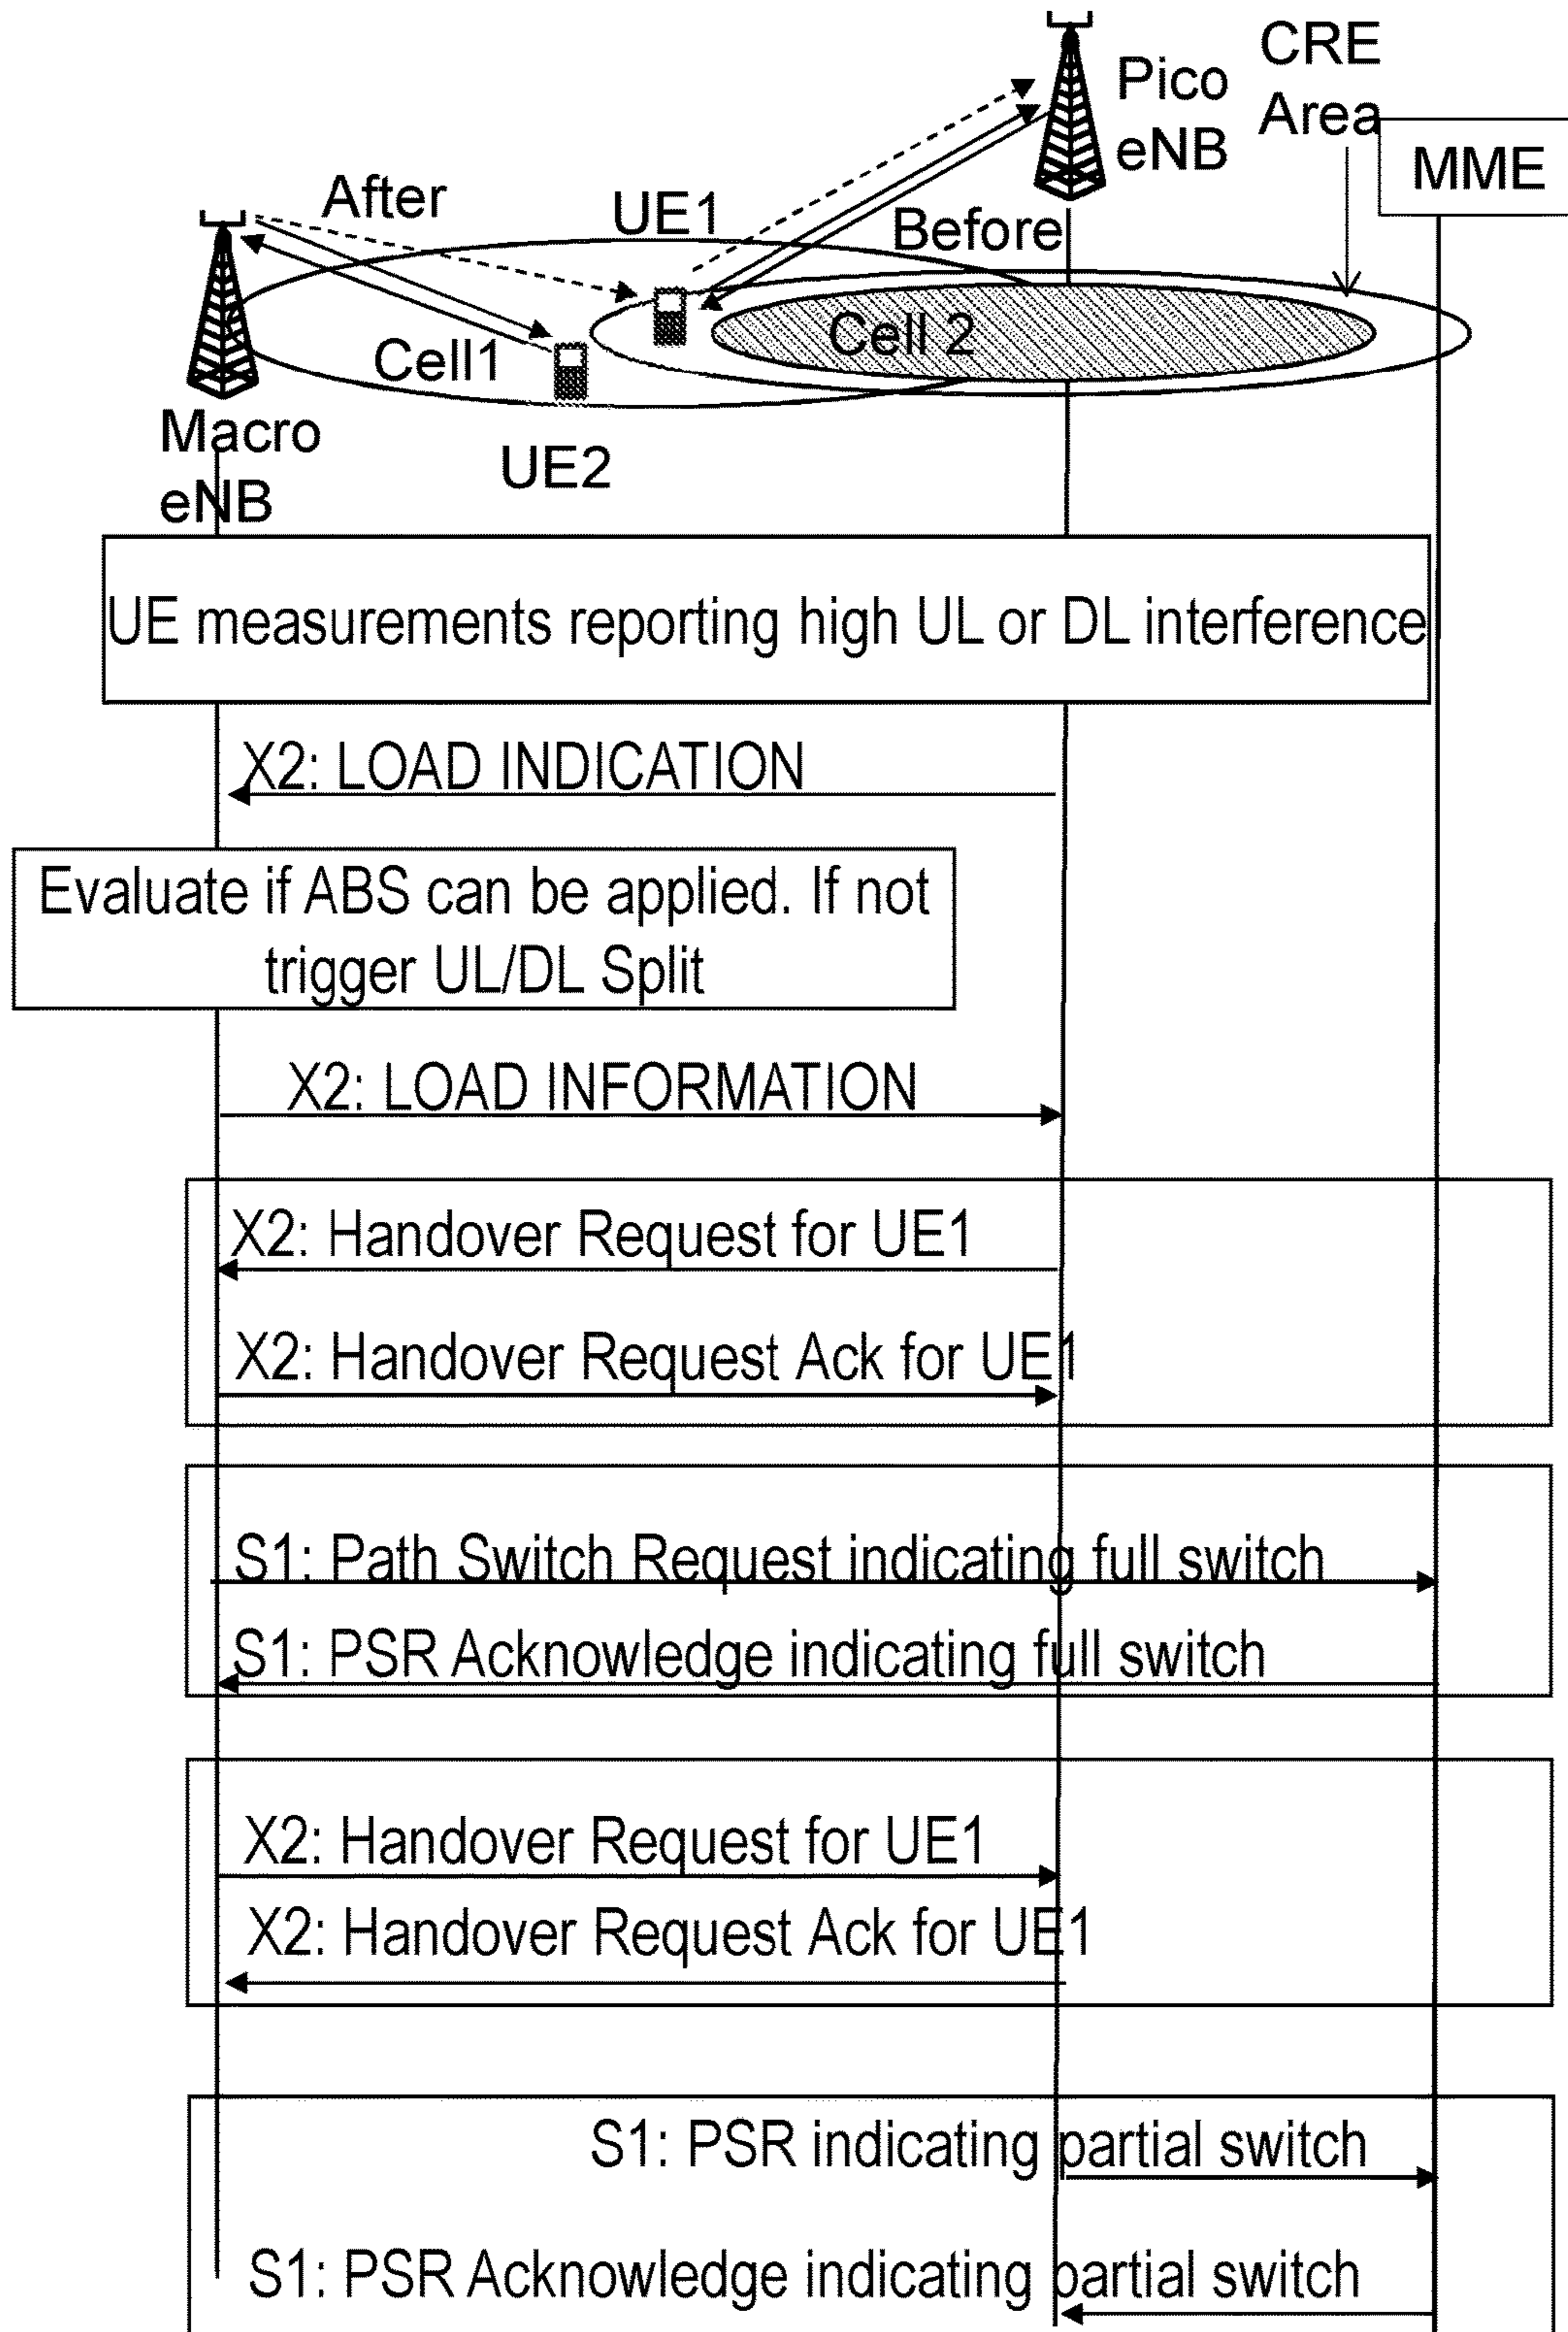 CRE
Area
Pico
eNB
MME
After
UE1
Before
Cell 2
Cell1
Macro
eNB
UE2
UE measurements reporting high UL or DL interference
X2: LOAD INDICATION
Evaluate if ABS can be applied. If not
trigger UL/DL Split
X2: LOAD INFORMATION
X2: Handover Request for UE1
X2: Handover Request Ack for UE1
S1: Path Switch Request indicating full switch
S1: PSR Acknowledge indicating full switch
X2: Handover Request for UE1
X2: Handover Request Ack for UE1
S1: PSR indicating partial switch
S1: PSR Acknowledge indicating partial switch